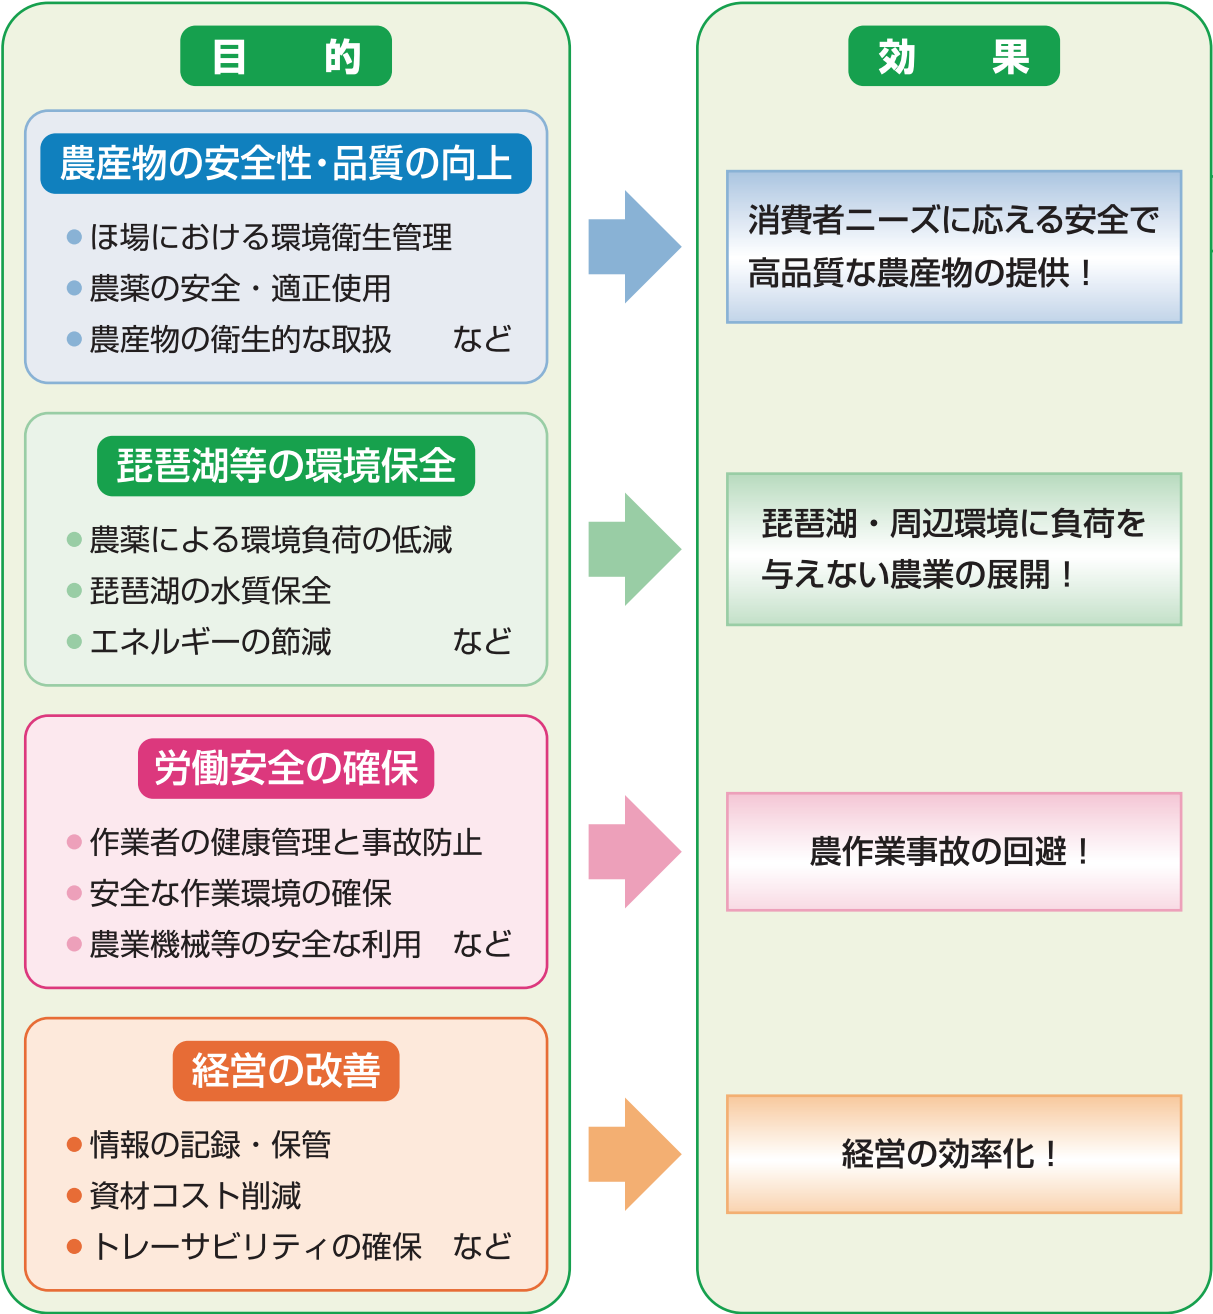 目　的
効　果
農産物の安全性・品質の向上
●ほ場における環境衛生管理
●農薬の安全・適正使用
●農産物の衛生的な取扱　　など
消費者ニーズに応える安全で
高品質な農産物の提供！
琵琶湖等の環境保全
●農薬による環境負荷の低減
●琵琶湖の水質保全
●エネルギーの節減　　など
琵琶湖・周辺環境に負荷を
与えない農業の展開！
労働安全の確保
●作業者の健康管理と事故防止
●安全な作業環境の確保
●農業機械等の安全な利用　など
農作業事故の回避！
経営の改善
●情報の記録・保管
●資材コスト削減
●トレーサビリティの確保　など
経営の効率化！